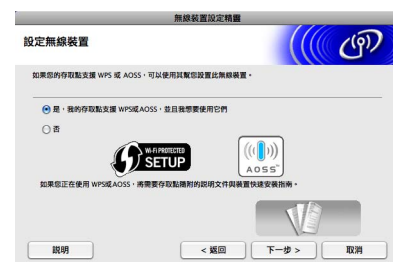 無線裝置設定精靈
設定無線裝置
如果您的存取點支援 WPS 或 AOSS，可以使用其幫您設置此無線裝置。
是，我的存取點支援 WPS或AOSS，並且我想要使用它們
否
Wi-Fi PROTECTED
SETUP
AOSS
如果您正在使用 WPS或AOSS，將需要存取點隨附的說明文件與裝置快速安裝指南。
說明
< 返回
下一步 >
取消